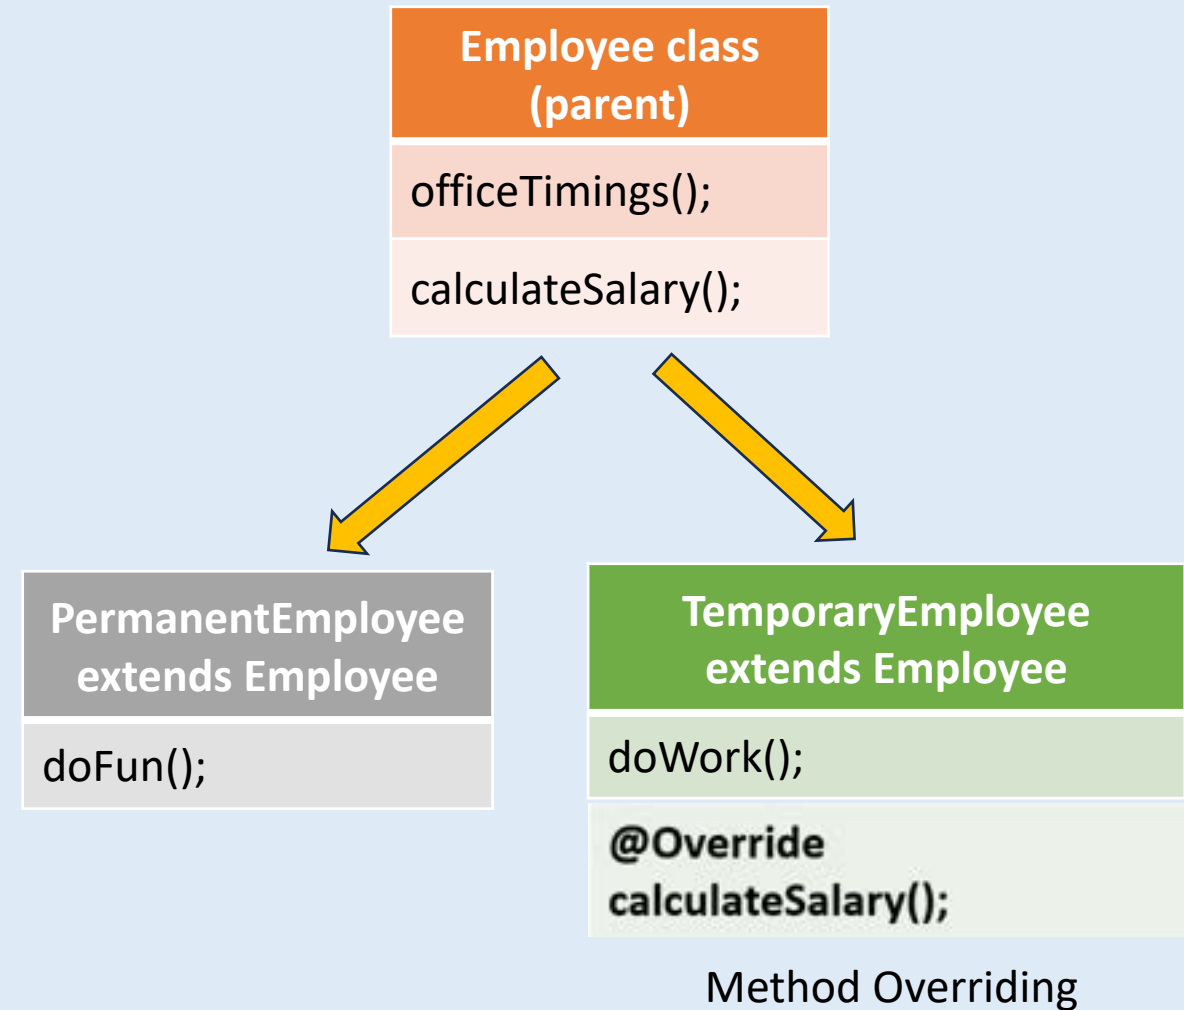 Employee class
(parent)
officeTimings();
calculateSalary();
PermanentEmployee
extends Employee
doFun();
TemporaryEmployee
extends Employee
doWork();
@Override
calculateSalary();
Method Overriding